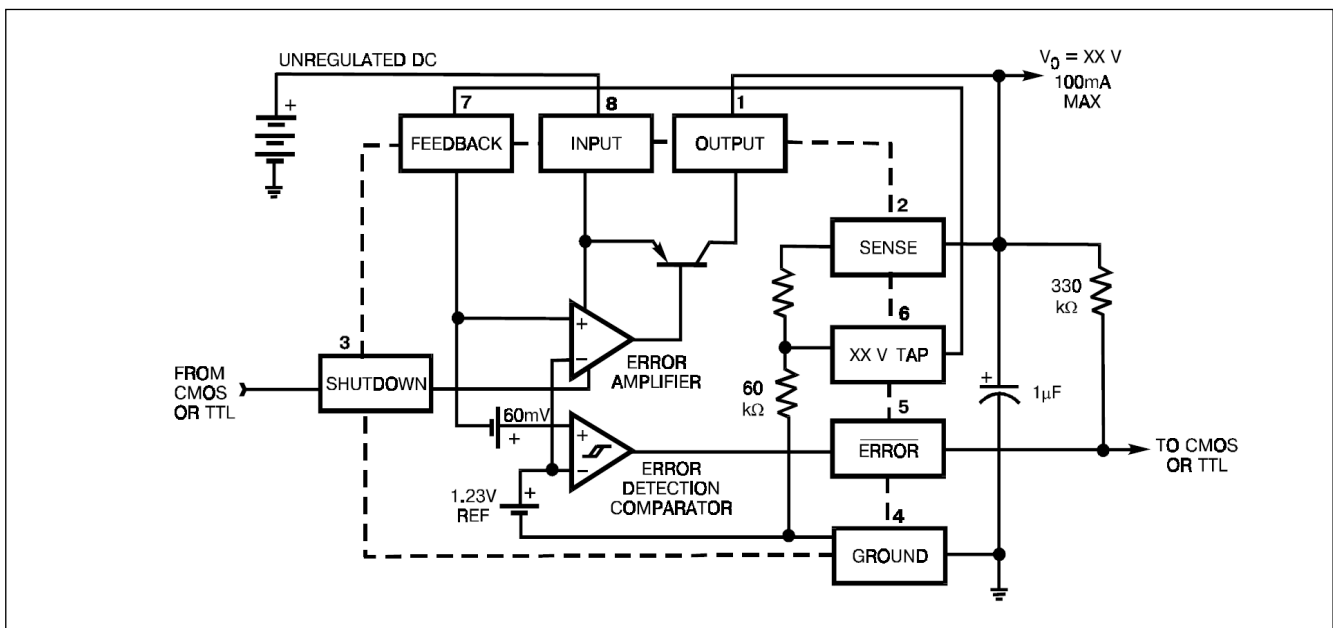 UNREGULATED DC
V0 = XX V
100mA
MAX
7
8
1
+
FEEDBACK
INPUT
OUTPUT
2
SENSE
330
kΩ
6
XX V TAP
+
−
ERROR
AMPLIFIER
3
SHUTDOWN
FROM
CMOS
OR TTL
60
kΩ
+
1µF
5
ERROR
60mV
+
+
−
ERROR
DETECTION
COMPARATOR
TO CMOS
OR TTL
1.23V
REF
+
4
GROUND